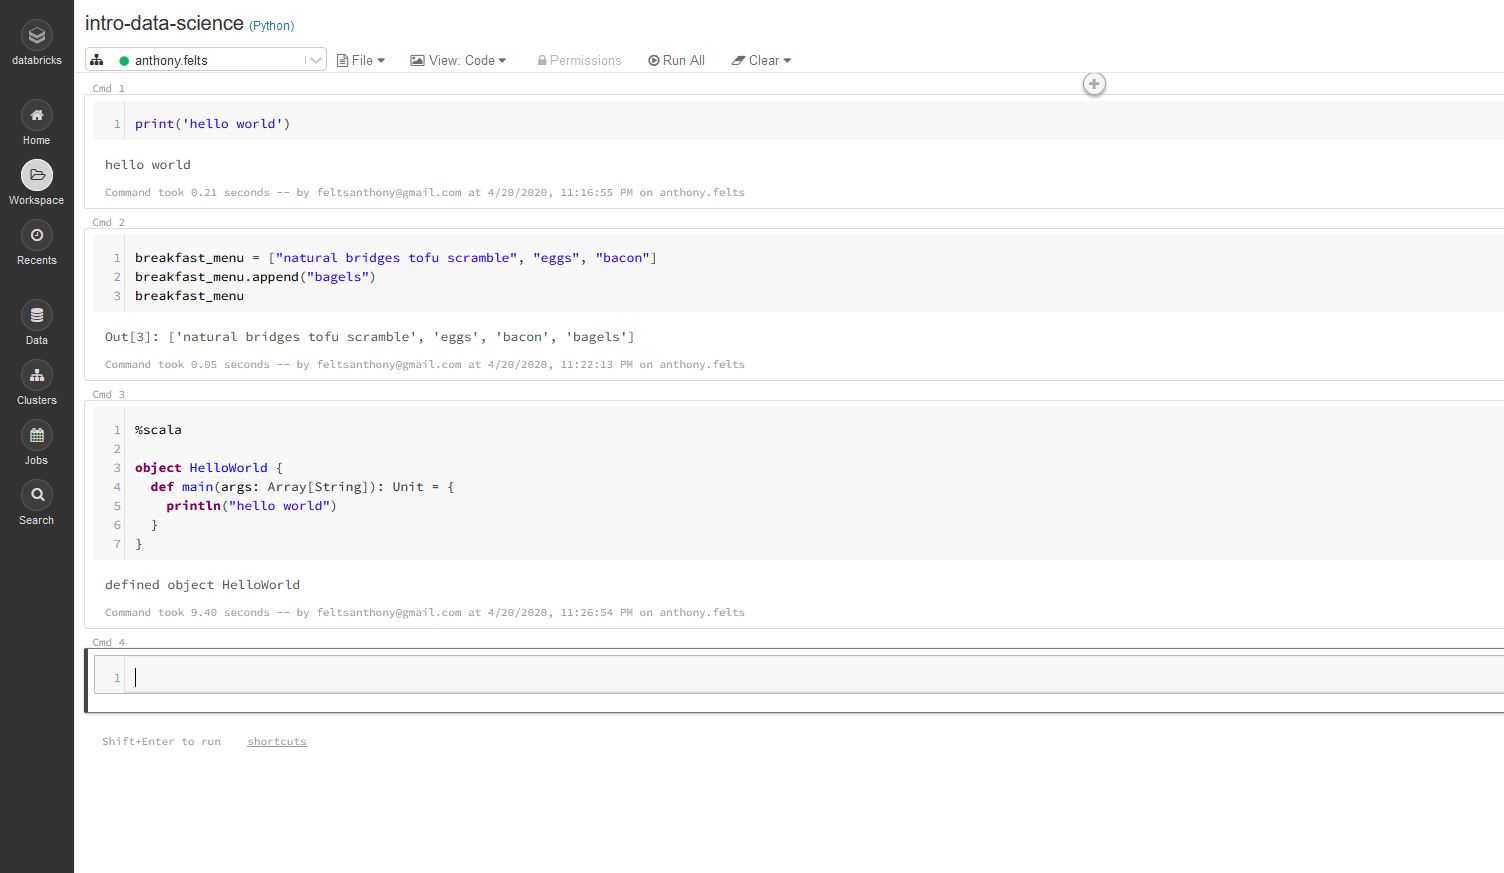 databricks
Home
Workspace
Recents
Data
Clusters
Jobs
Search
intro-data-science (Python)
anthony.felts File View: Code Permissions Run All Clear
Cmd 1
1 print('hello world')
hello world
Command took 0.21 seconds -- by feltsanthony@gmail.com at 4/20/2020, 11:16:55 PM on anthony.felts
Cmd 2
1 breakfast_menu = ["natural bridges tofu scramble", "eggs", "bacon"]
2 breakfast_menu.append("bagels")
3 breakfast_menu
Out[3]: ['natural bridges tofu scramble', 'eggs', 'bacon', 'bagels']
Command took 0.05 seconds -- by feltsanthony@gmail.com at 4/20/2020, 11:22:13 PM on anthony.felts
Cmd 3
1 %scala
2
3 object HelloWorld {
4   def main(args: Array[String]): Unit = {
5     println("hello world")
6   }
7 }
defined object HelloWorld
Command took 9.40 seconds -- by feltsanthony@gmail.com at 4/20/2020, 11:26:54 PM on anthony.felts
Cmd 4
1
Shift+Enter to run shortcuts